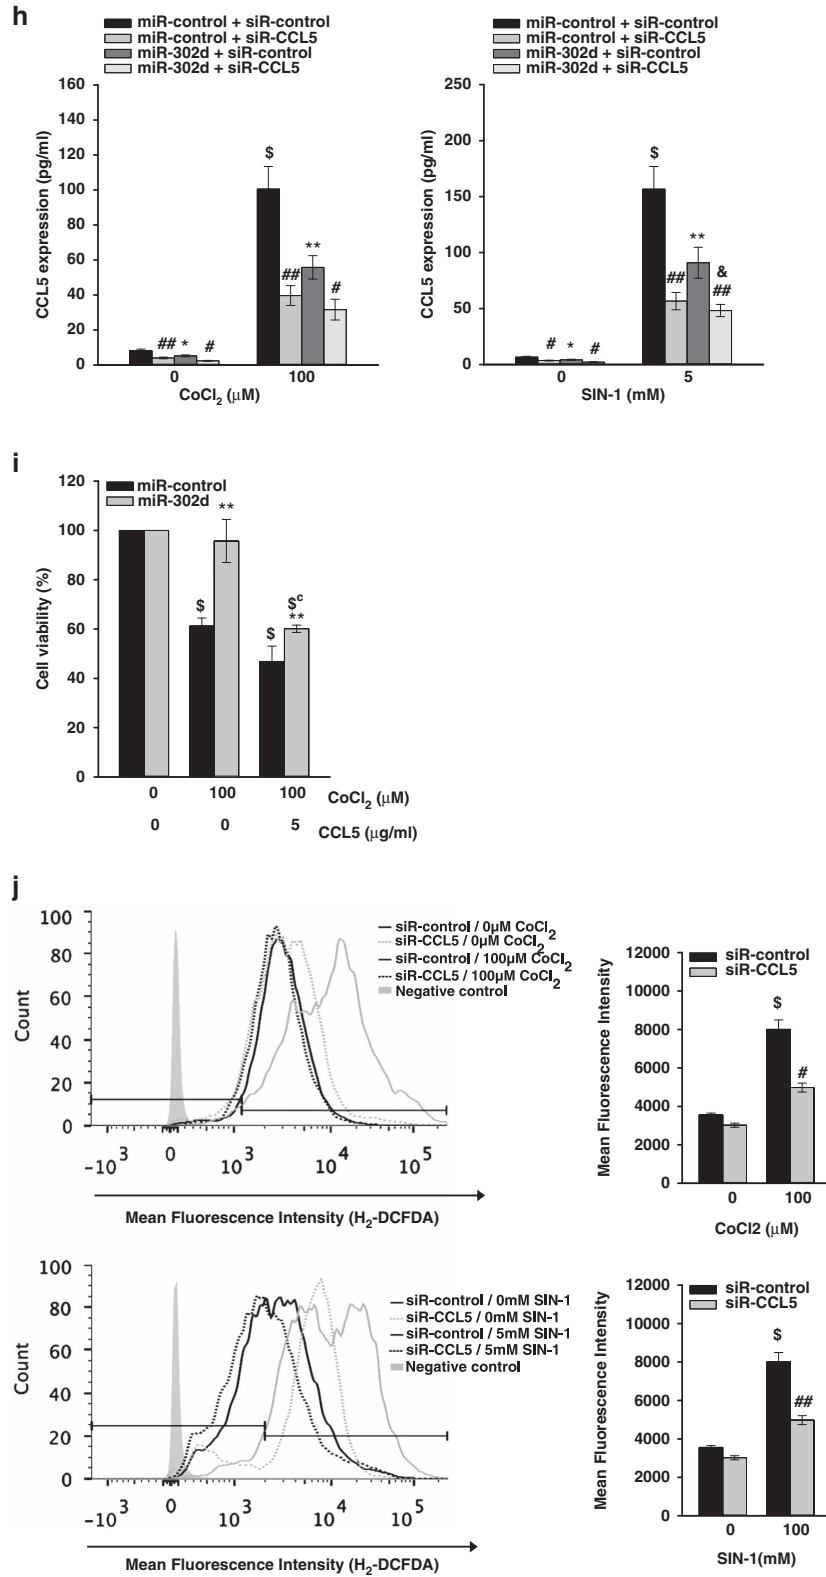 h
miR-control + siR-control
miR-control + siR-CCL5
miR-302d + siR-control
miR-302d + siR-CCL5
160
140
120
100
80
60
40
20
0
CCL5 expression (pg/ml)
$
##
**
#
## * #
0 100
CoCl2 (μM)
miR-control + siR-control
miR-control + siR-CCL5
miR-302d + siR-control
miR-302d + siR-CCL5
250
200
150
100
50
0
CCL5 expression (pg/ml)
$
**
##
&
##
# * #
0 5
SIN-1 (mM)
i
miR-control
miR-302d
120
100
80
60
40
20
0
Cell viability (%)
**
$
$c
**
$
0 100 100 CoCl2 (μM)
0 0 5 CCL5 (μg/ml)
j
100
80
60
40
20
0
Count
siR-control / 0μM CoCl2
siR-CCL5 / 0μM CoCl2
siR-control / 100μM CoCl2
siR-CCL5 / 100μM CoCl2
Negative control
-10^3 0 10^3 10^4 10^5
Mean Fluorescence Intensity (H2-DCFDA)
siR-control
siR-CCL5
12000
10000
8000
6000
4000
2000
0
Mean Fluorescence Intensity
$
#
0 100
CoCl2 (μM)
100
80
60
40
20
0
Count
siR-control / 0mM SIN-1
siR-CCL5 / 0mM SIN-1
siR-control / 5mM SIN-1
siR-CCL5 / 5mM SIN-1
Negative control
-10^3 0 10^3 10^4 10^5
Mean Fluorescence Intensity (H2-DCFDA)
siR-control
siR-CCL5
12000
10000
8000
6000
4000
2000
0
Mean Fluorescence Intensity
$
##
0 100
SIN-1(mM)